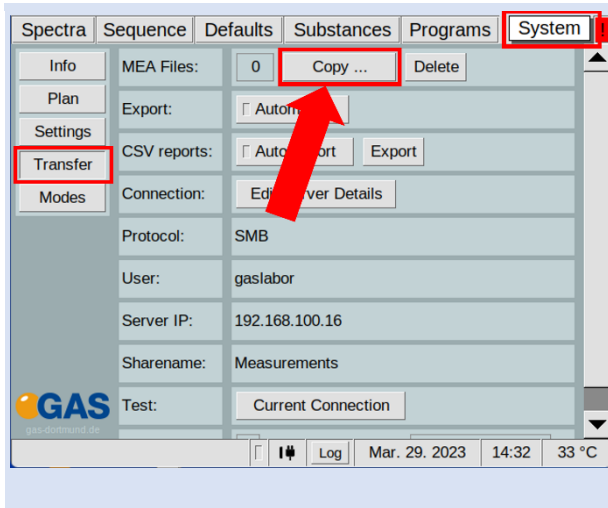 Spectra Sequence Defaults Substances Programs System !
Info MEA Files: 0 Copy ... Delete
Plan Export:
Settings
CSV reports: Export
Transfer
Modes Connection: Details
Protocol: SMB
User: gaslabor
Server IP: 192.168.100.16
Sharename: Measurements
GAS Test: Current Connection
gas-dortmund.de
Log Mar. 29. 2023 14:32 33 °C